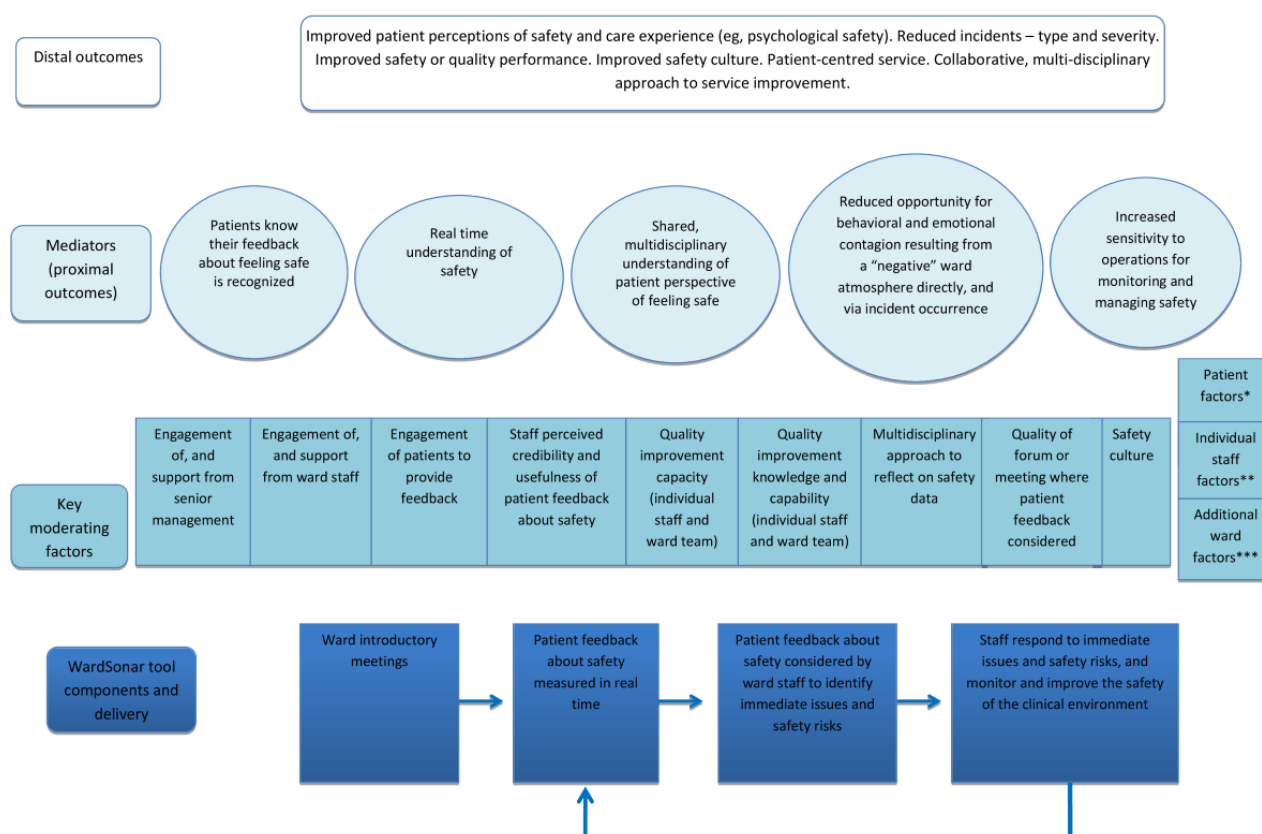 Distal outcomes
Improved patient perceptions of safety and care experience (eg, psychological safety). Reduced incidents – type and severity.
Improved safety or quality performance. Improved safety culture. Patient-centred service. Collaborative, multi-disciplinary
approach to service improvement.
Mediators
(proximal
outcomes)
Patients know
their feedback
about feeling safe
is recognized
Real time
understanding of
safety
Shared,
multidisciplinary
understanding of
patient perspective
of feeling safe
Reduced opportunity for
behavioral and emotional
contagion resulting from
a “negative” ward
atmosphere directly, and
via incident occurrence
Increased
sensitivity to
operations for
monitoring and
managing safety
Key
moderating
factors
Engagement
of, and
support from
senior
management
Engagement of,
and support
from ward staff
Engagement
of patients to
provide
feedback
Staff perceived
credibility and
usefulness of
patient feedback
about safety
Quality
improvement
capacity
(individual
staff and
ward team)
Quality
improvement
knowledge and
capability
(individual staff
and ward team)
Multidisciplinary
approach to
reflect on safety
data
Quality of
forum or
meeting where
patient
feedback
considered
Safety
culture
Patient
factors*
Individual
staff
factors**
Additional
ward
factors***
WardSonar tool
components and
delivery
Ward introductory
meetings
Patient feedback
about safety
measured in real
time
Patient feedback about
safety considered by
ward staff to identify
immediate issues and
safety risks
Staff respond to immediate
issues and safety risks, and
monitor and improve the safety
of the clinical environment